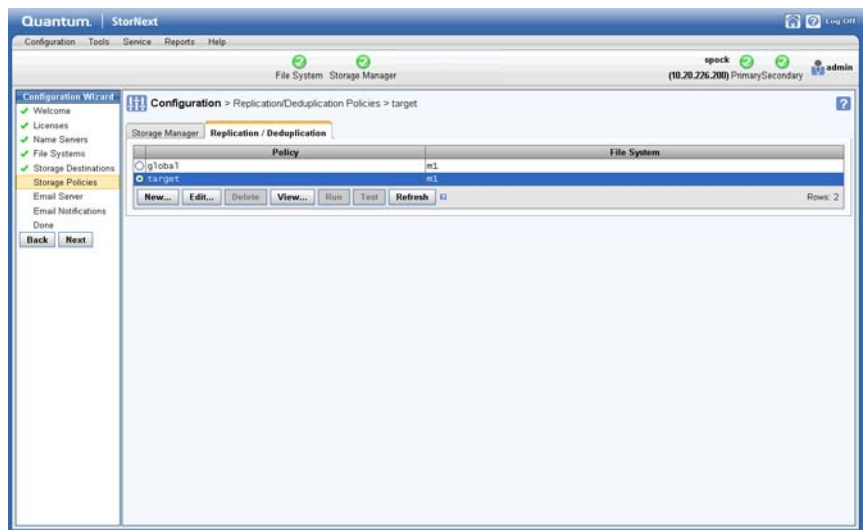 Quantum. StorNext
Log Off
Configuration Tools Service Reports Help
File System Storage Manager
spock
(10.20.226.200) Primary Secondary
admin
Configuration Wizard
Welcome
Licenses
Name Servers
File Systems
Storage Destinations
Storage Policies
Email Server
Email Notifications
Done
Back Next
Configuration > Replication/Deduplication Policies > target
Storage Manager Replication / Deduplication
Policy File System
global m1
target m1
New... Edit... Delete View... Run Test Refresh Rows: 2